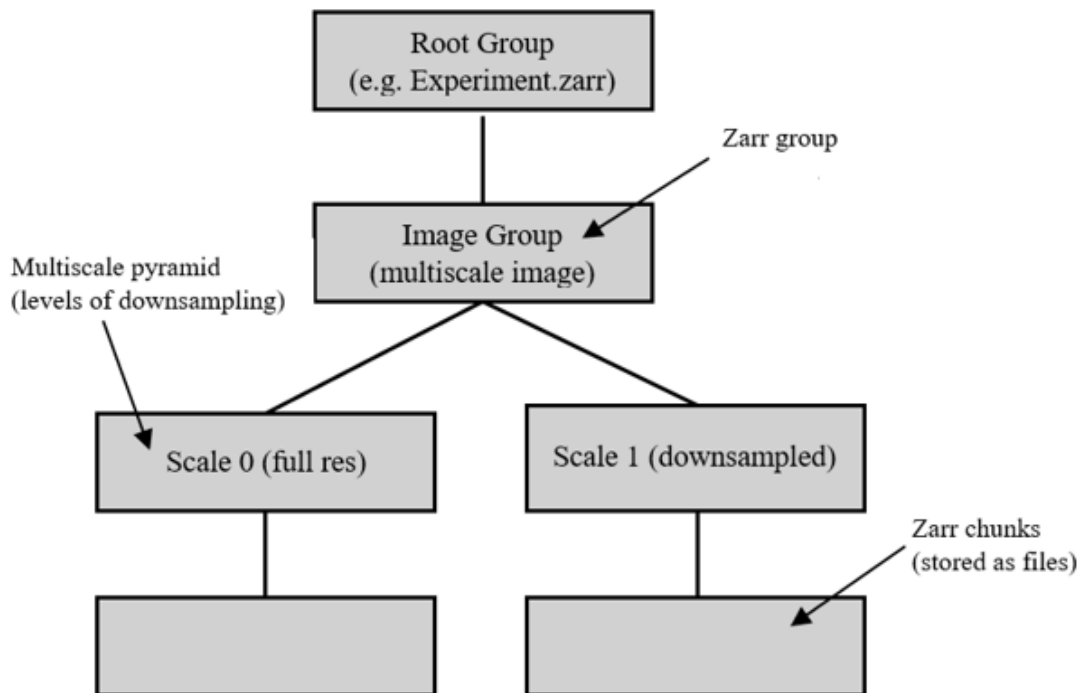 Root Group
(e.g. Experiment.zarr)
Zarr group
Image Group
(multiscale image)
Multiscale pyramid
(levels of downsampling)
Scale 0 (full res)
Scale 1 (downsampled)
Zarr chunks
(stored as files)